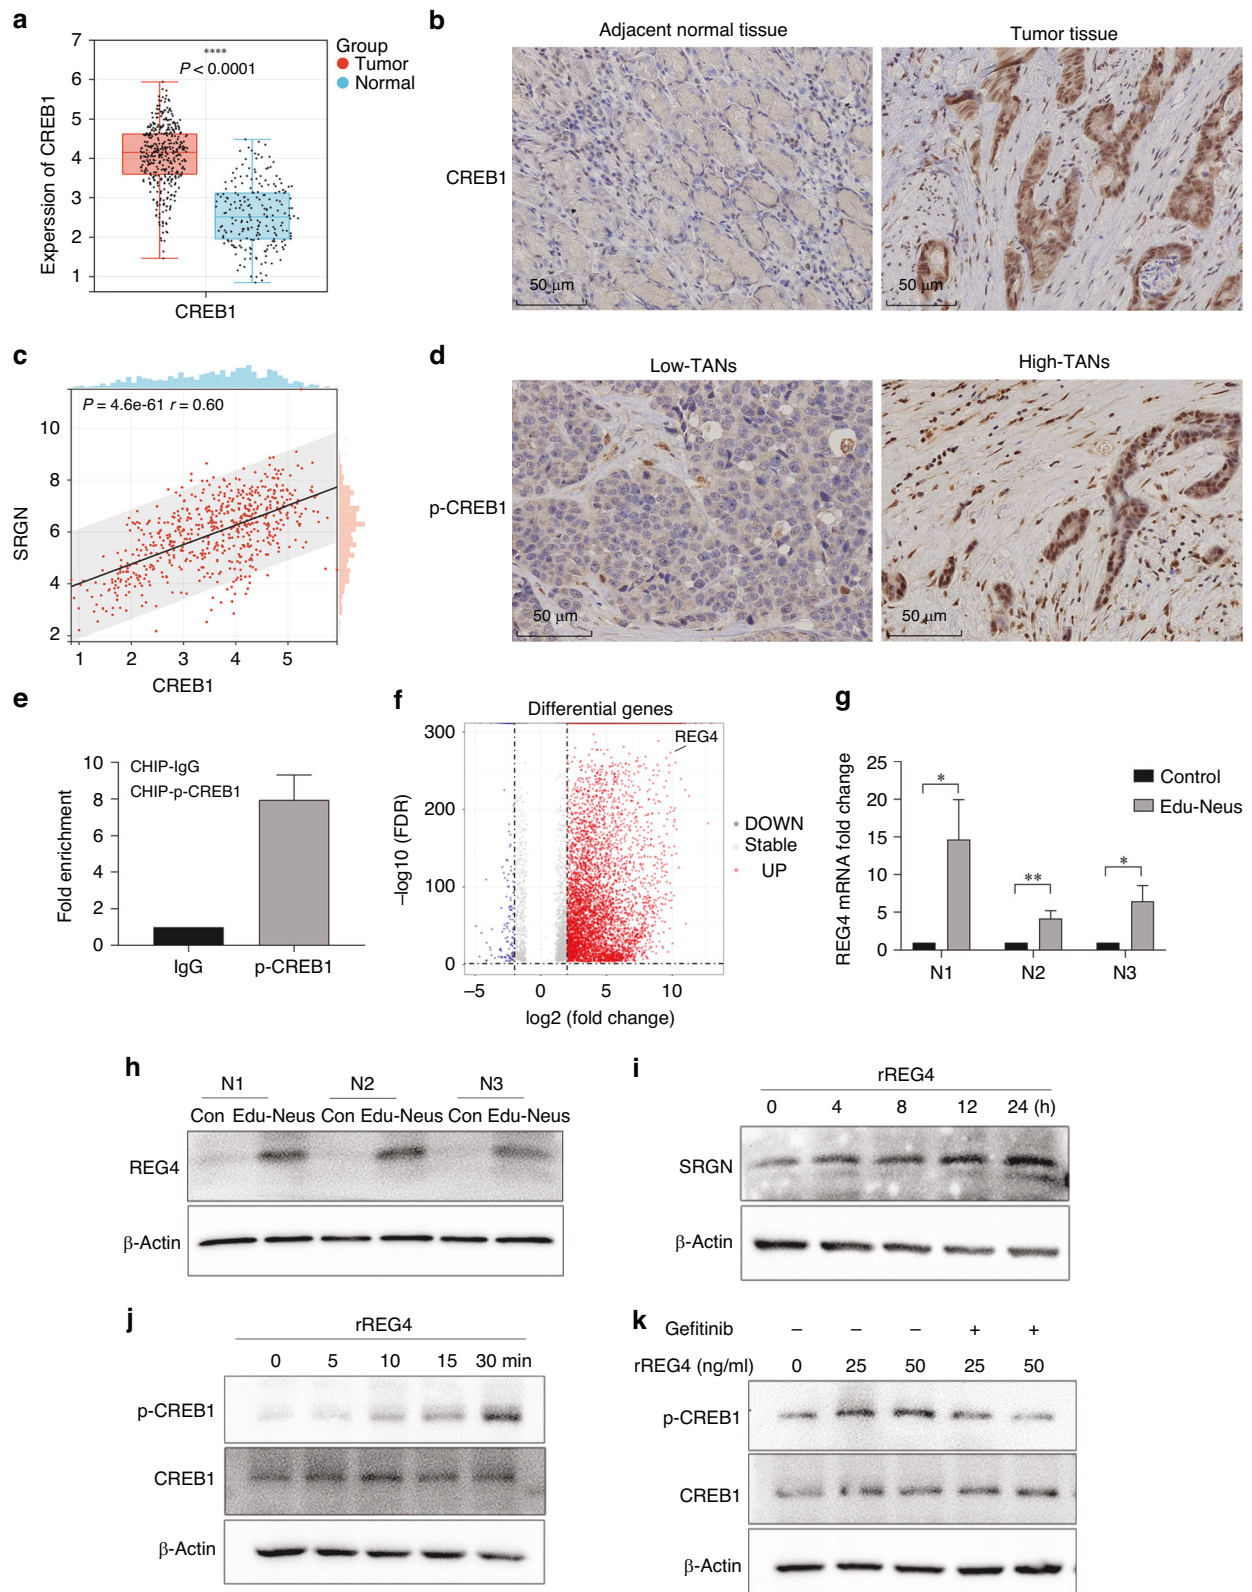 a
7
6
5
4
3
2
1
Experssion of CREB1
****
P < 0.0001
CREB1
Group
Tumor
Normal
b
Adjacent normal tissue
Tumor tissue
CREB1
50 µm
50 µm
c
P = 4.6e-61 r = 0.60
10
8
6
4
2
SRGN
1 2 3 4 5
CREB1
d
Low-TANs
High-TANs
p-CREB1
50 µm
50 µm
e
10
8
6
4
2
0
Fold enrichment
CHIP-IgG
CHIP-p-CREB1
IgG p-CREB1
f
Differential genes
300
200
100
0
–log10 (FDR)
REG4
–5 0 5 10
log2 (fold change)
DOWN
Stable
UP
g
25
20
15
10
5
0
REG4 mRNA fold change
* ** *
N1 N2 N3
Control
Edu-Neus
h
N1 N2 N3
Con Edu-Neus Con Edu-Neus Con Edu-Neus
REG4
β-Actin
i
rREG4
0 4 8 12 24 (h)
SRGN
β-Actin
j
rREG4
0 5 10 15 30 min
p-CREB1
CREB1
β-Actin
k
Gefitinib – – – + +
rREG4 (ng/ml) 0 25 50 25 50
p-CREB1
CREB1
β-Actin